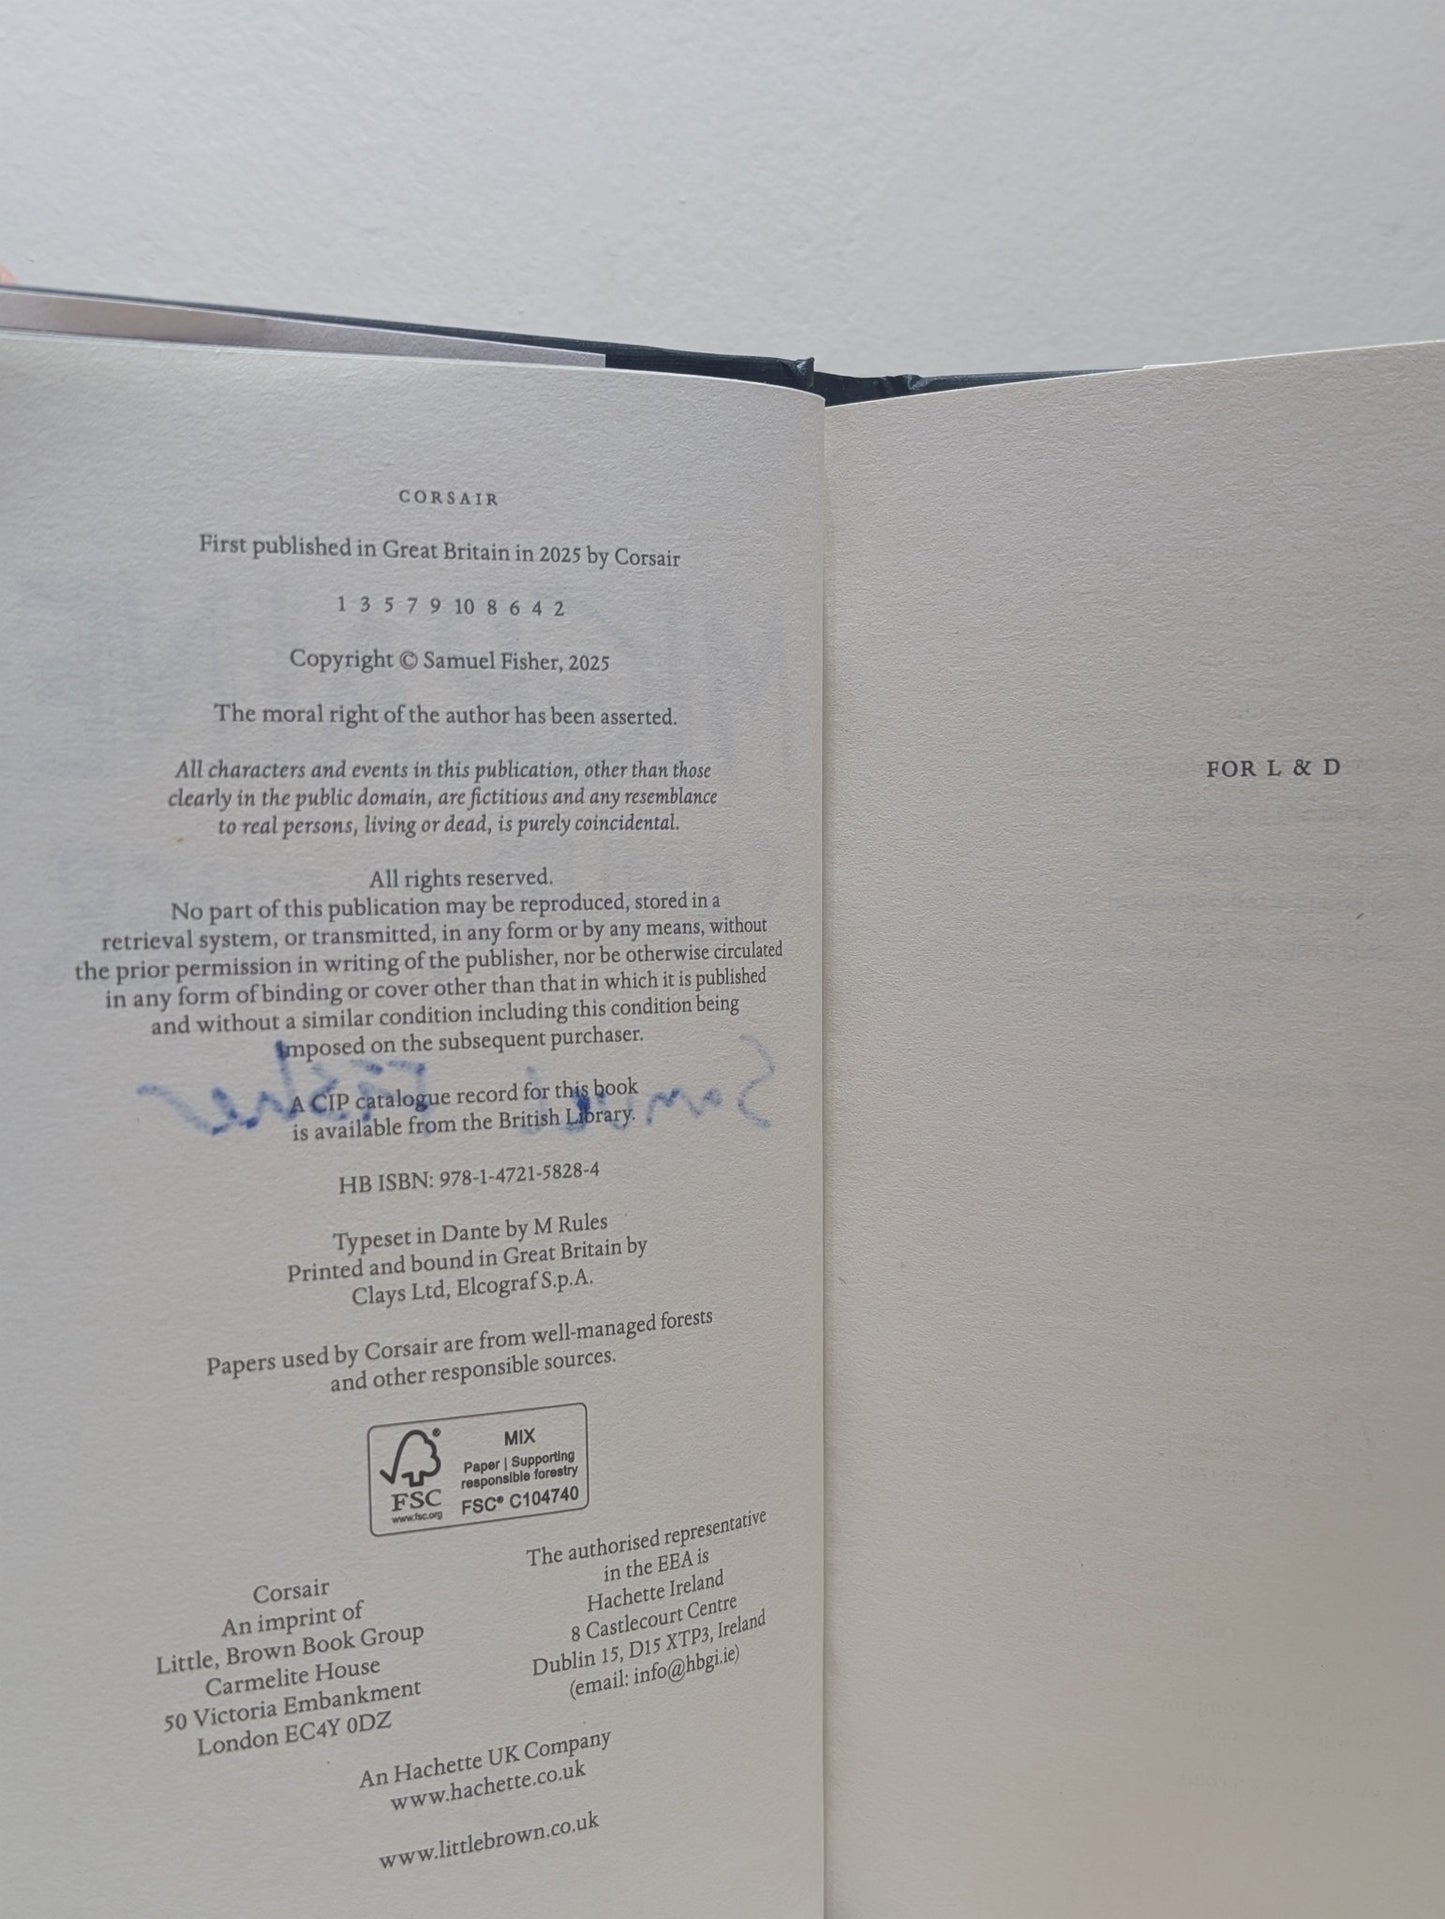 CORSAIR
First published in Great Britain in 2025 by Corsair
1 3 5 7 9 10 8 6 4 2
Copyright © Samuel Fisher, 2025
The moral right of the author has been asserted.
All characters and events in this publication, other than those
clearly in the public domain, are fictitious and any resemblance
to real persons, living or dead, is purely coincidental.
All rights reserved.
No part of this publication may be reproduced, stored in a
retrieval system, or transmitted, in any form or by any means, without
the prior permission in writing of the publisher, nor be otherwise circulated
in any form of binding or cover other than that in which it is published
and without a similar condition including this condition being
imposed on the subsequent purchaser.
A CIP catalogue record for this book
is available from the British Library.
HB ISBN: 978-1-4721-5828-4
Typeset in Dante by M Rules
Printed and bound in Great Britain by
Clays Ltd, Elcograf S.p.A.
Papers used by Corsair are from well-managed forests
and other responsible sources.
FSC
www.fsc.org
MIX
Paper | Supporting
responsible forestry
FSC® C104740
Corsair
An imprint of
Little, Brown Book Group
Carmelite House
50 Victoria Embankment
London EC4Y 0DZ
The authorised representative
in the EEA is
Hachette Ireland
8 Castlecourt Centre
Dublin 15, D15 XTP3, Ireland
(email: info@hbgi.ie)
An Hachette UK Company
www.hachette.co.uk
www.littlebrown.co.uk
FOR L & D